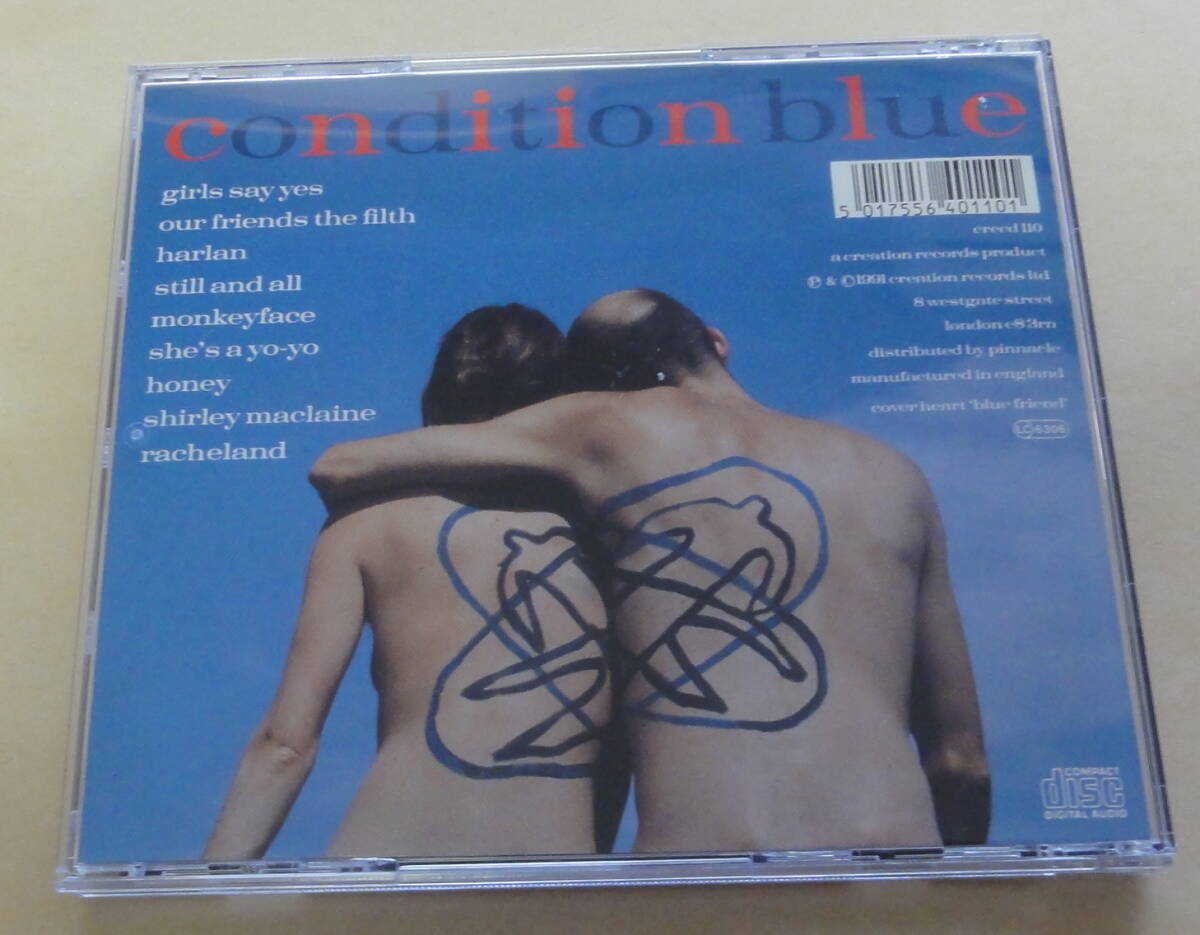 condition blue
girls say yes
our friends the filth
harlan
still and all
monkeyface
she's a yo-yo
honey
shirley maclaine
racheland
5 017556 401101
crecd 110
a creation records product
℗ & ©1991 creation records ltd
8 westgate street
london e8 3rn
distributed by pinnacle
manufactured in england
cover heart 'blue friend'
LC 6306
COMPACT
disc
DIGITAL AUDIO